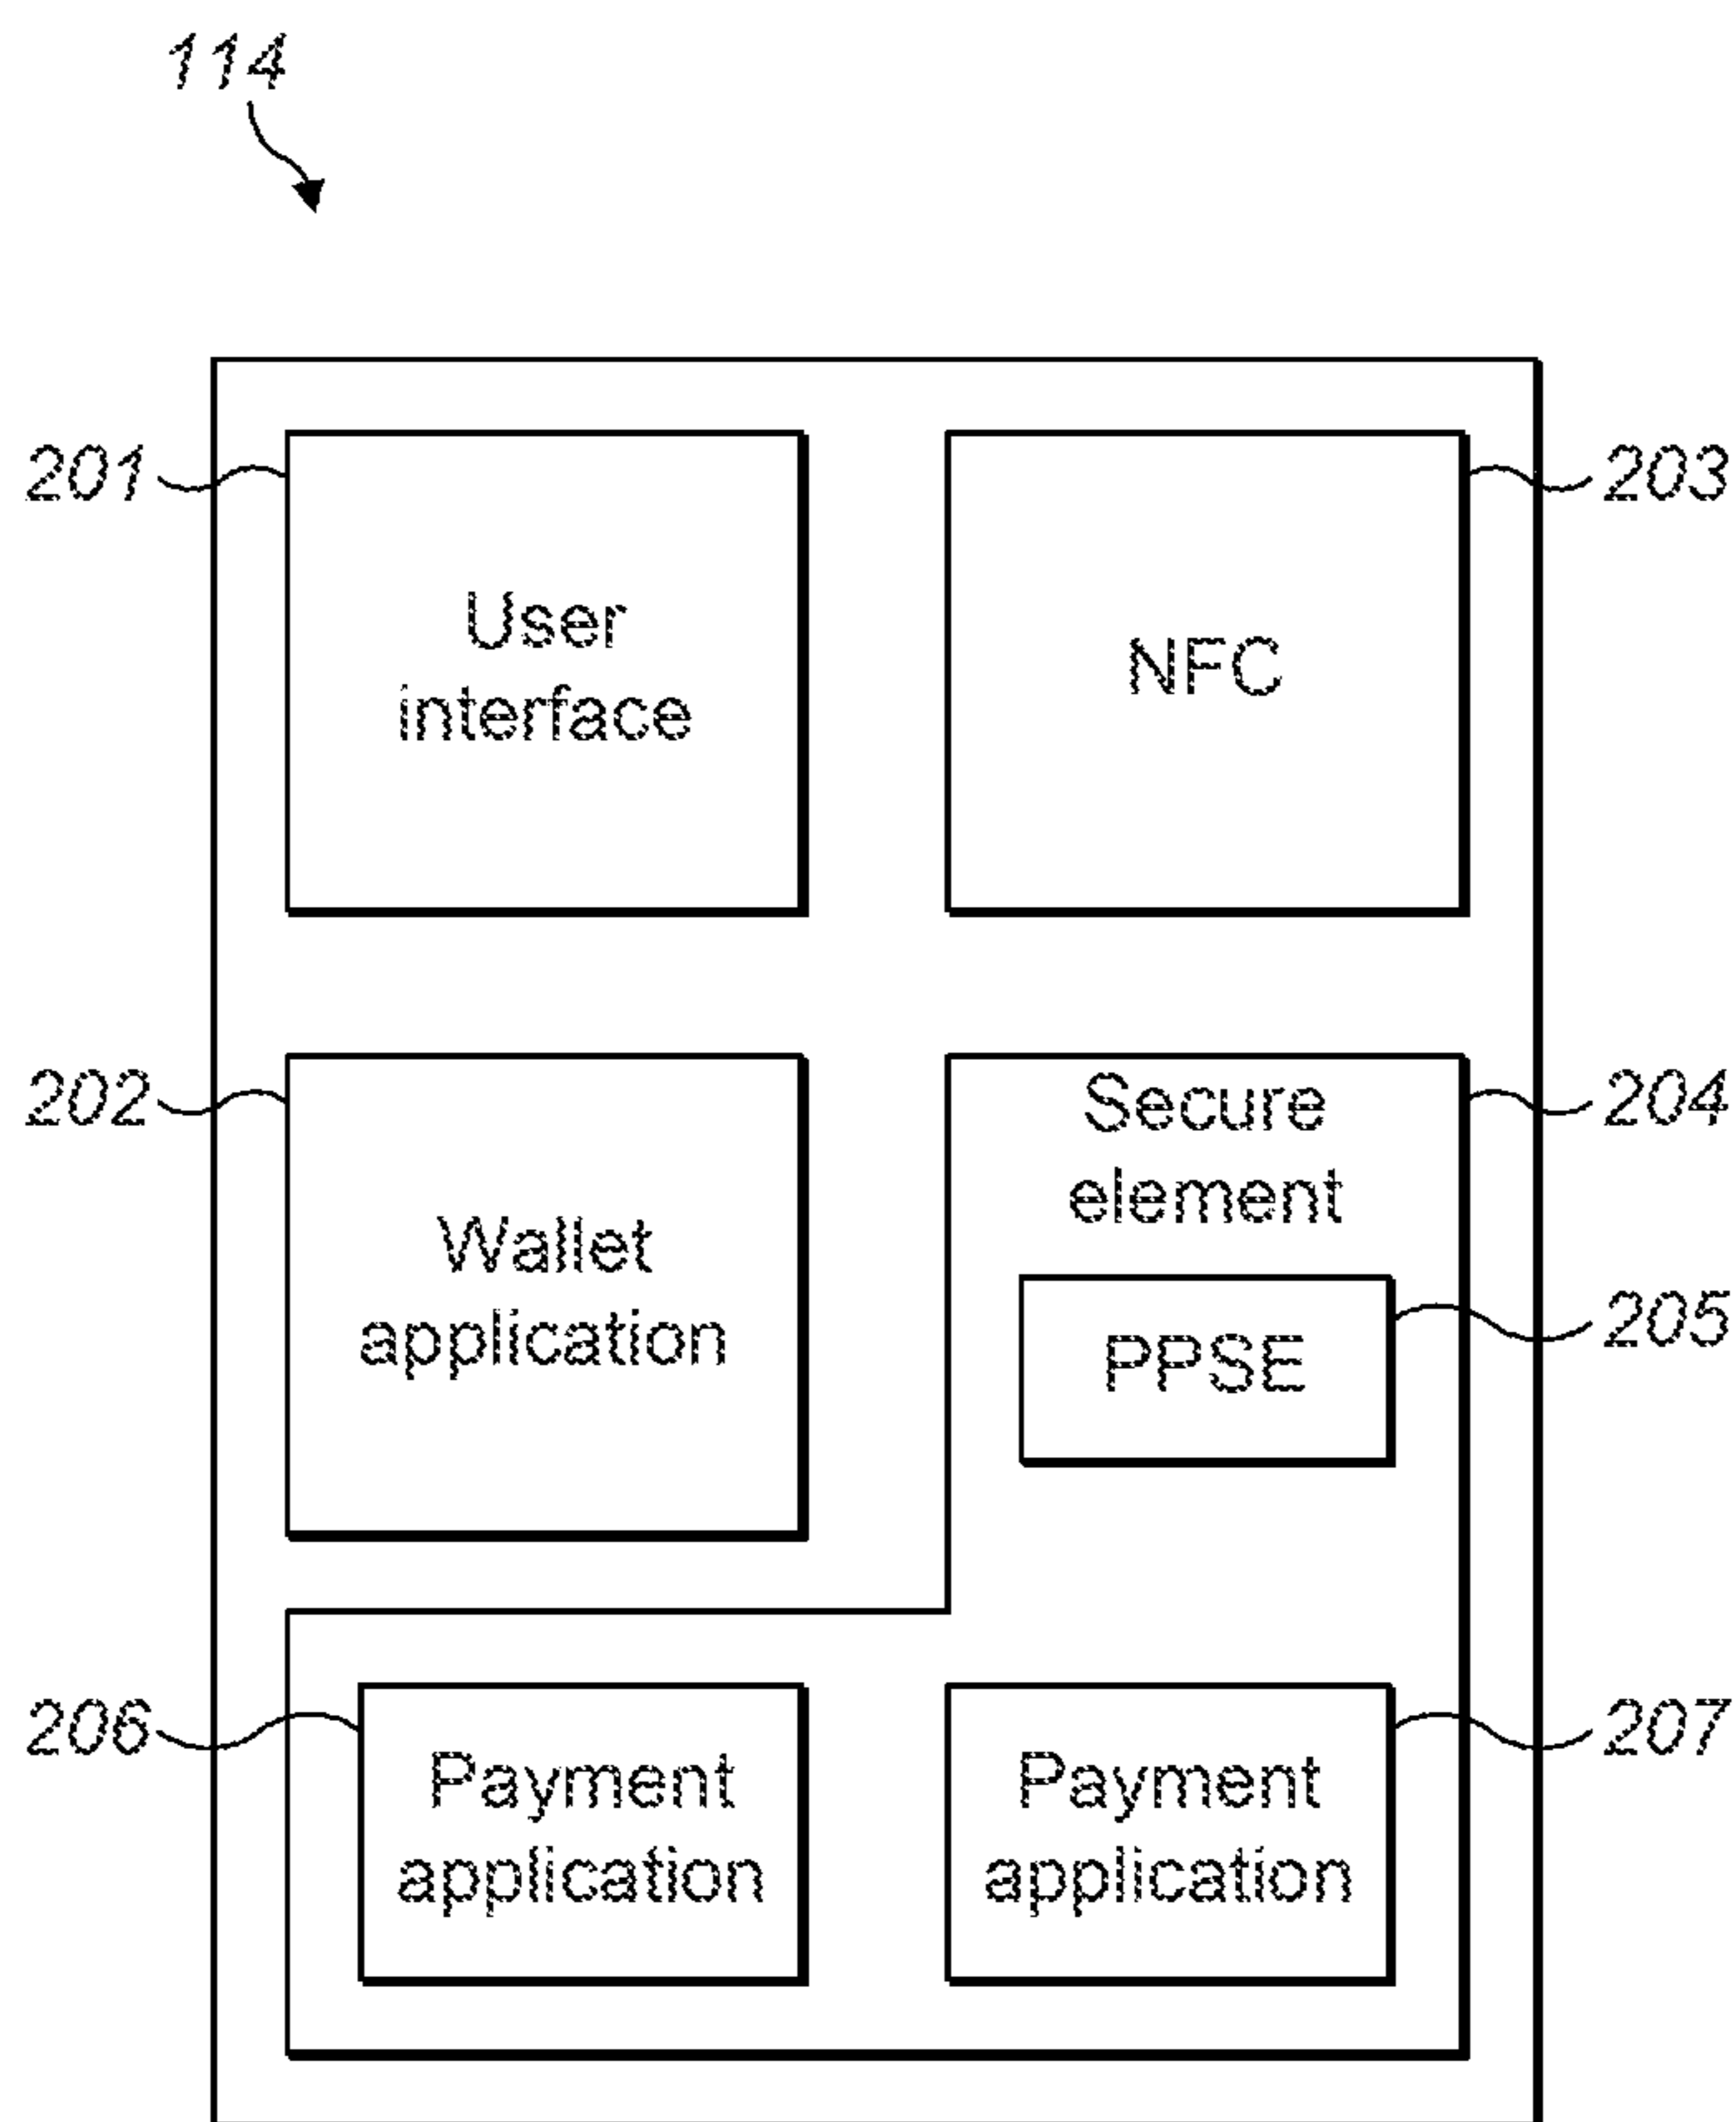 114
201
User
interface
NFC
203
202
Wallet
application
Secure
element
204
PPSE
205
206
Payment
application
Payment
application
207